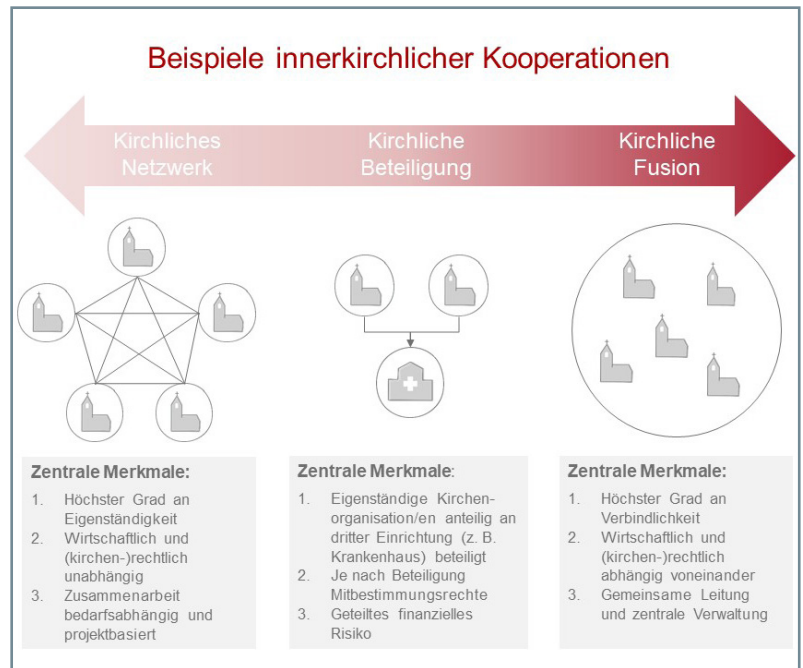 Beispiele innerkirchlicher Kooperationen
Kirchliches
Netzwerk
Kirchliche
Beteiligung
Kirchliche
Fusion
Zentrale Merkmale:
1. Höchster Grad an
Eigenständigkeit
2. Wirtschaftlich und
(kirchen-)rechtlich
unabhängig
3. Zusammenarbeit
bedarfsabhängig und
projektbasiert
Zentrale Merkmale:
1. Eigenständige Kirchen-
organisation/en anteilig an
dritter Einrichtung (z. B.
Krankenhaus) beteiligt
2. Je nach Beteiligung
Mitbestimmungsrechte
3. Geteiltes finanzielles
Risiko
Zentrale Merkmale:
1. Höchster Grad an
Verbindlichkeit
2. Wirtschaftlich und
(kirchen-)rechtlich
abhängig voneinander
3. Gemeinsame Leitung
und zentrale Verwaltung